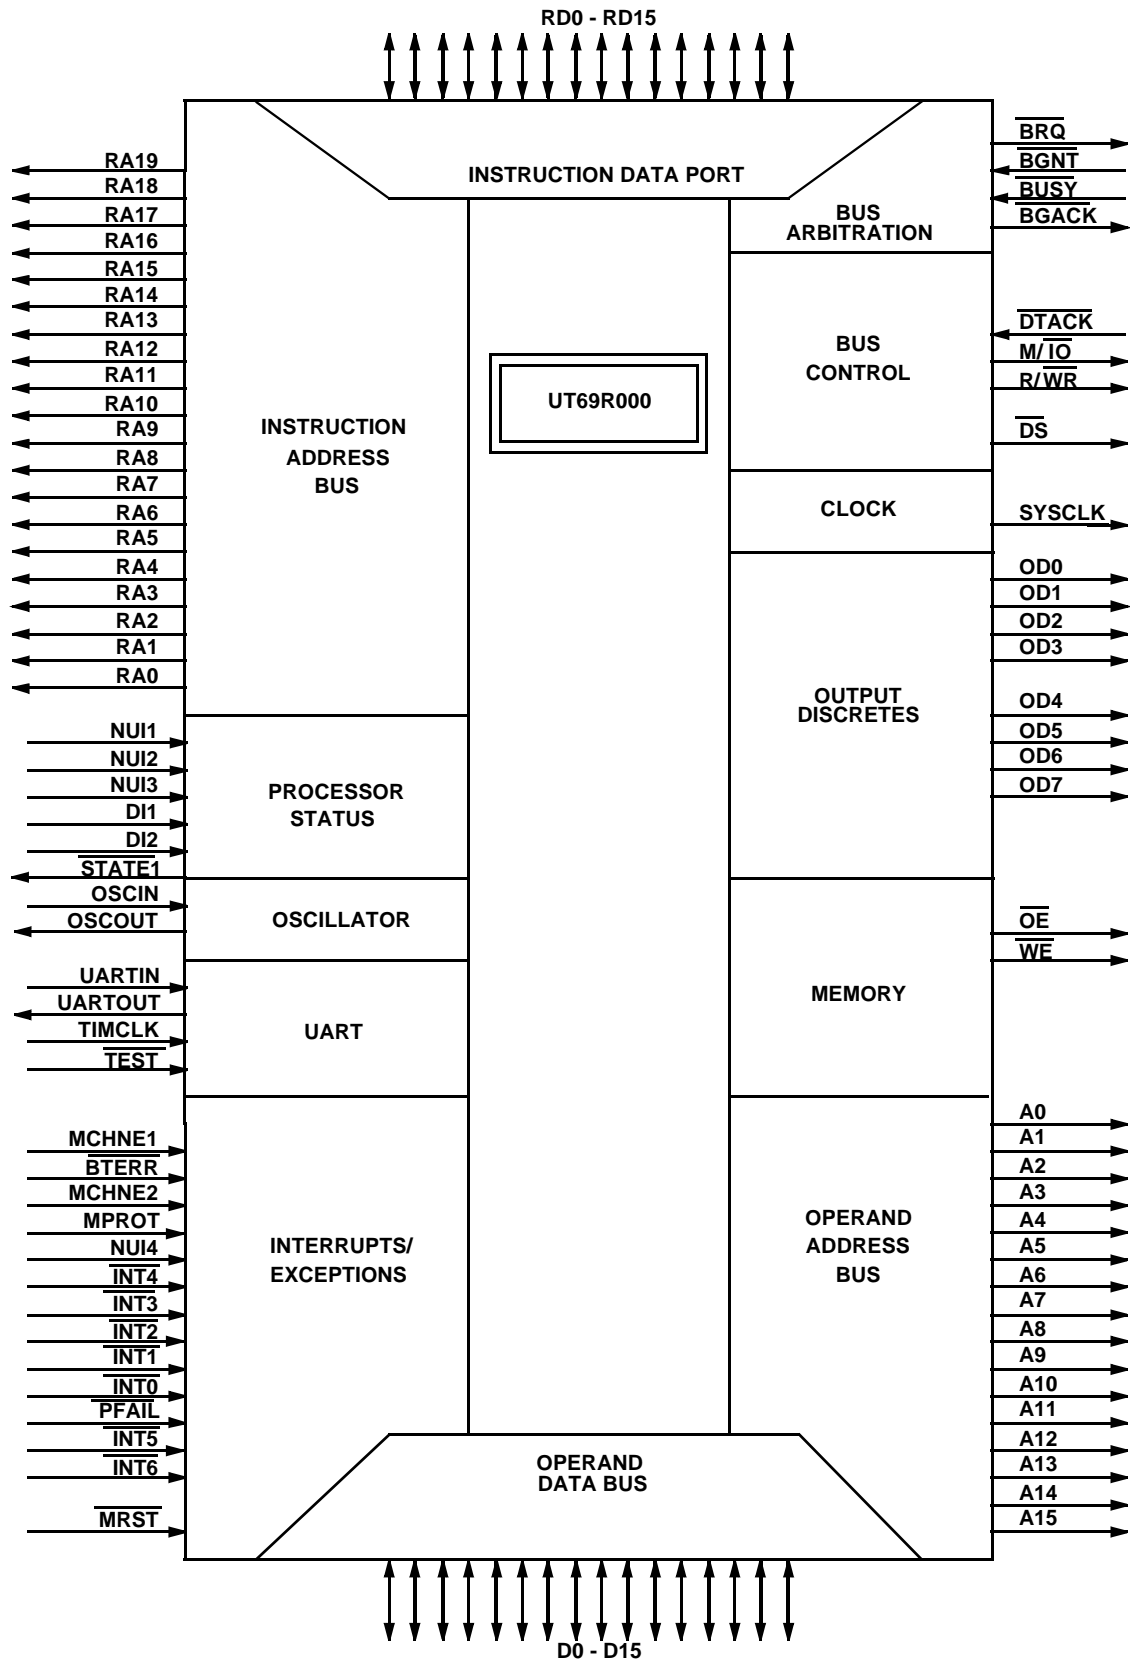 RD0 - RD15
INSTRUCTION DATA PORT
RA19
RA18
RA17
RA16
RA15
RA14
RA13
RA12
RA11
RA10
RA9
RA8
RA7
RA6
RA5
RA4
RA3
RA2
RA1
RA0
INSTRUCTION
ADDRESS
BUS
NUI1
NUI2
NUI3
DI1
DI2
STATE1
PROCESSOR
STATUS
OSCIN
OSCOUT
OSCILLATOR
UARTIN
UARTOUT
TIMCLK
TEST
UART
MCHNE1
BTERR
MCHNE2
MPROT
NUI4
INT4
INT3
INT2
INT1
INT0
PFAIL
INT5
INT6
MRST
INTERRUPTS/
EXCEPTIONS
UT69R000
BUS
ARBITRATION
BRQ
BGNT
BUSY
BGACK
BUS
CONTROL
DTACK
M/IO
R/WR
DS
CLOCK
SYSCLK
OUTPUT
DISCRETES
OD0
OD1
OD2
OD3
OD4
OD5
OD6
OD7
MEMORY
OE
WE
OPERAND
ADDRESS
BUS
A0
A1
A2
A3
A4
A5
A6
A7
A8
A9
A10
A11
A12
A13
A14
A15
OPERAND
DATA BUS
D0 - D15